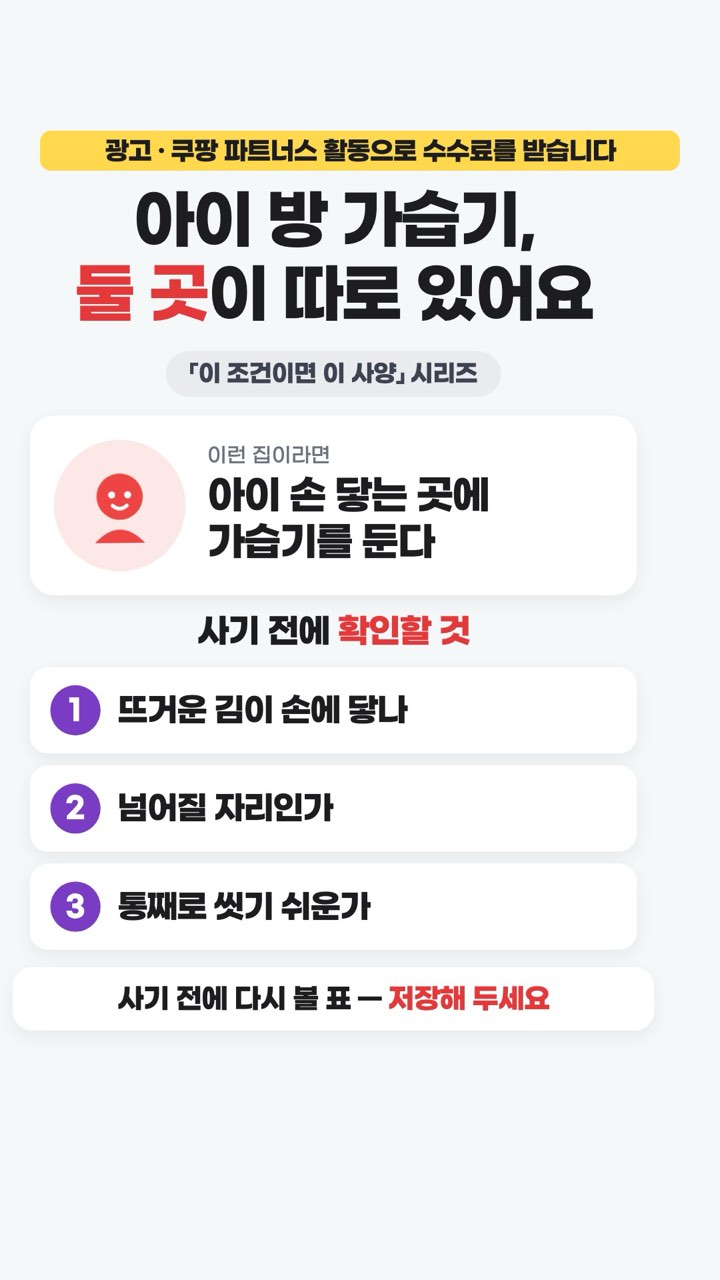 광고 · 쿠팡 파트너스 활동으로 수수료를 받습니다
아이 방 가습기,
둘 곳이 따로 있어요
「이 조건이면 이 사양」 시리즈
이런 집이라면
아이 손 닿는 곳에
가습기를 둔다
사기 전에 확인할 것
1 뜨거운 김이 손에 닿나
2 넘어질 자리인가
3 통째로 씻기 쉬운가
사기 전에 다시 볼 표 — 저장해 두세요